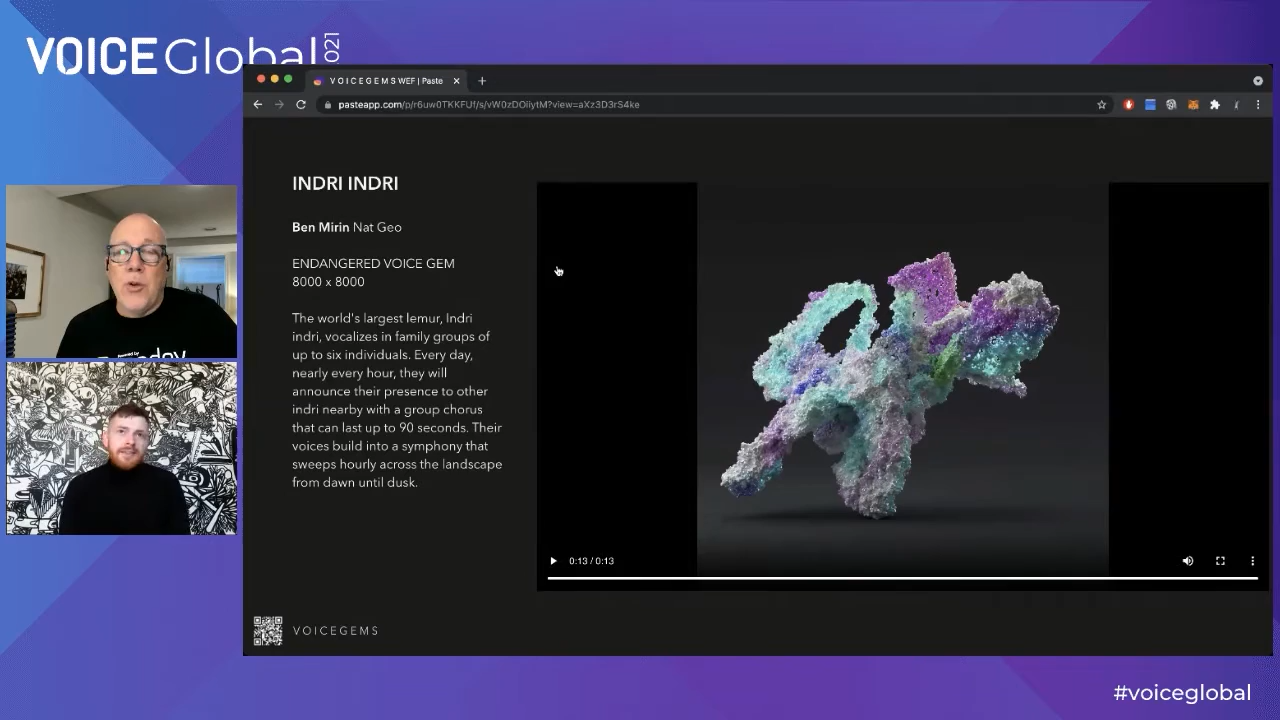 VOICE Global 021
V O I C E G E M S WEF | Paste
pasteapp.com/p/r6uw0TKKFUf/s/vW0zDOiiytM?view=aXz3D3rS4ke
INDRI INDRI
Ben Mirin Nat Geo
ENDANGERED VOICE GEM
8000 x 8000
The world's largest lemur, Indri
indri, vocalizes in family groups of
up to six individuals. Every day,
nearly every hour, they will
announce their presence to other
indri nearby with a group chorus
that can last up to 90 seconds. Their
voices build into a symphony that
sweeps hourly across the landscape
from dawn until dusk.
0:13 / 0:13
VOICEGEMS
#voiceglobal